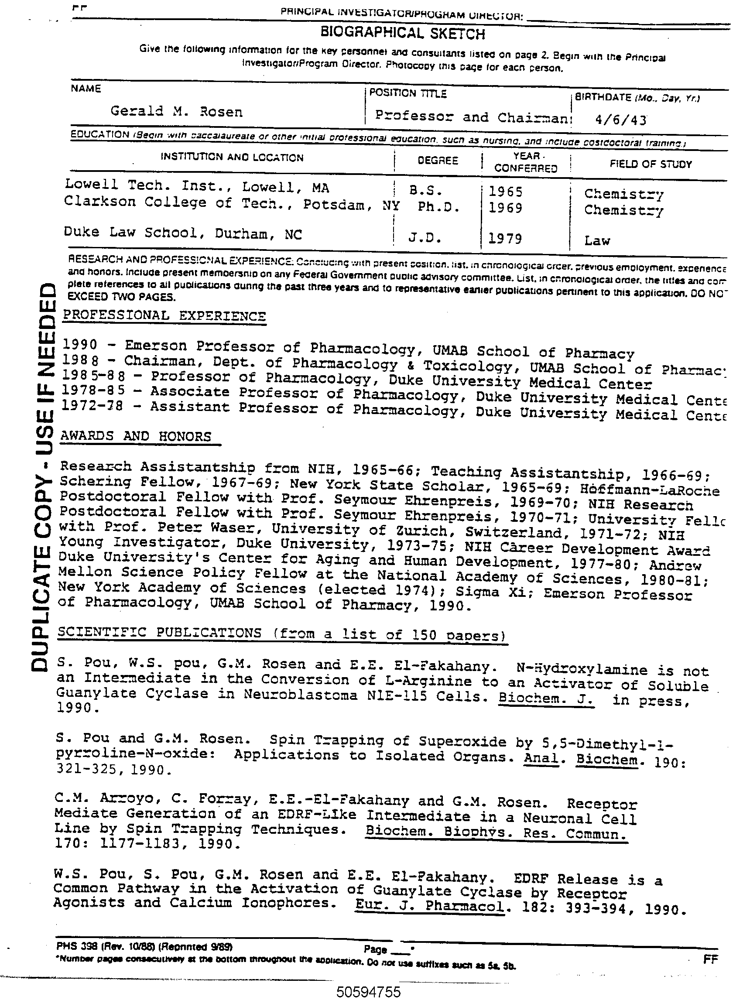 FF
PRINCIPAL INVESTIGATOR/PROGRAM DIRECTOR:
BIOGRAPHICAL SKETCH
Give the following information for the key personnel and consultants listed on page 2. Begin with the Principal
Investigator/Program Director. Photocopy this page for each person.
NAME POSITION TITLE BIRTHDATE (Mo., Day, Yr.)
Gerald M. Rosen Professor and Chairman 4/6/43
EDUCATION (Begin with baccalaureate or other initial professional education, such as nursing, and include postdoctoral training.)
INSTITUTION AND LOCATION DEGREE YEAR CONFERRED FIELD OF STUDY
Lowell Tech. Inst., Lowell, MA B.S. 1965 Chemistry
Clarkson College of Tech., Potsdam, NY Ph.D. 1969 Chemistry
Duke Law School, Durham, NC J.D. 1979 Law
RESEARCH AND PROFESSIONAL EXPERIENCE: Concluding with present position, list, in chronological order, previous employment, experience
and honors. Include present membership on any Federal Government public advisory committee. List, in chronological order, the titles and com
plete references to all publications during the past three years and to representative earlier publications pertinent to this application. DO NOT
EXCEED TWO PAGES.
DUPLICATE COPY - USE IF NEEDED
PROFESSIONAL EXPERIENCE
1990 - Emerson Professor of Pharmacology, UMAB School of Pharmacy
1988 - Chairman, Dept. of Pharmacology & Toxicology, UMAB School of Pharmacy
1985-88 - Professor of Pharmacology, Duke University Medical Center
1978-85 - Associate Professor of Pharmacology, Duke University Medical Cente
1972-78 - Assistant Professor of Pharmacology, Duke University Medical Cente
AWARDS AND HONORS
Research Assistantship from NIH, 1965-66; Teaching Assistantship, 1966-69;
Schering Fellow, 1967-69; New York State Scholar, 1965-69; Hoffmann-LaRoche
Postdoctoral Fellow with Prof. Seymour Ehrenpreis, 1969-70; NIH Research
Postdoctoral Fellow with Prof. Seymour Ehrenpreis, 1970-71; University Fello
with Prof. Peter Waser, University of Zurich, Switzerland, 1971-72; NIH
Young Investigator, Duke University, 1973-75; NIH Career Development Award
Duke University's Center for Aging and Human Development, 1977-80; Andrew
Mellon Science Policy Fellow at the National Academy of Sciences, 1980-81;
New York Academy of Sciences (elected 1974); Sigma Xi; Emerson Professor
of Pharmacology, UMAB School of Pharmacy, 1990.
SCIENTIFIC PUBLICATIONS (from a list of 150 papers)
S. Pou, W.S. pou, G.M. Rosen and E.E. El-Fakahany. N-Hydroxylamine is not
an Intermediate in the Conversion of L-Arginine to an Activator of Soluble
Guanylate Cyclase in Neuroblastoma N1E-115 Cells. Biochem. J. in press,
1990.
S. Pou and G.M. Rosen. Spin Trapping of Superoxide by 5,5-Dimethyl-1-
pyrroline-N-oxide: Applications to Isolated Organs. Anal. Biochem. 190:
321-325, 1990.
C.M. Arroyo, C. Forray, E.E.-El-Fakahany and G.M. Rosen. Receptor
Mediate Generation of an EDRF-LIke Intermediate in a Neuronal Cell
Line by Spin Trapping Techniques. Biochem. Biophys. Res. Commun.
170: 1177-1183, 1990.
W.S. Pou, S. Pou, G.M. Rosen and E.E. El-Fakahany. EDRF Release is a
Common Pathway in the Activation of Guanylate Cyclase by Receptor
Agonists and Calcium Ionophores. Eur. J. Pharmacol. 182: 393-394, 1990.
PHS 398 (Rev. 10/88) (Reprinted 9/89) Page ___* FF
*Number pages consecutively at the bottom throughout the application. Do not use suffixes such as 5a, 5b.
50594755